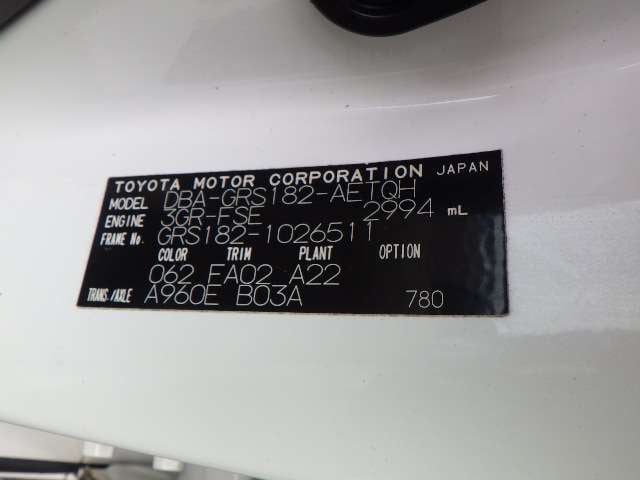 TOYOTA MOTOR CORPORATION JAPAN
MODEL DBA-GRS182-AETQH
ENGINE 3GR-FSE 2994 mL
FRAME No. GRS182-1026511
COLOR TRIM PLANT OPTION
062 FA02 A22
TRANS./AXLE A960E B03A 780